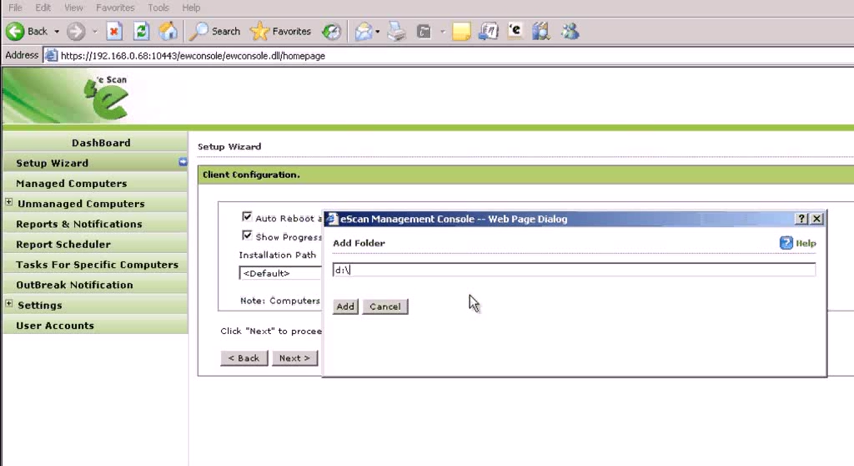 File Edit View Favorites Tools Help
Back Search Favorites
Address https://192.168.0.68:10443/ewconsole/ewconsole.dll/homepage
e Scan
DashBoard
Setup Wizard
Managed Computers
Unmanaged Computers
Reports & Notifications
Report Scheduler
Tasks For Specific Computers
OutBreak Notification
Settings
User Accounts
Setup Wizard
Client Configuration.
Auto Reboot
Show Progress
Installation Path
<Default>
Note: Computers
Click "Next" to procee
< Back Next >
eScan Management Console -- Web Page Dialog
Add Folder Help
d:\
Add Cancel